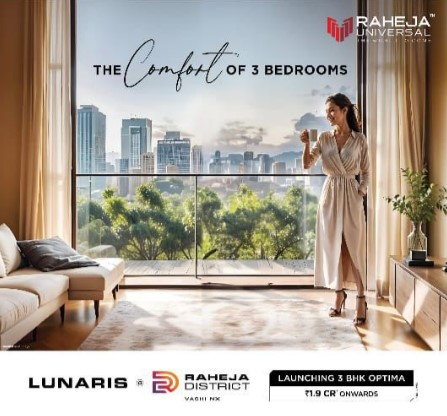 RAHEJA™
UNIVERSAL
THE Comfort OF 3 BEDROOMS
LUNARIS @ RAHEJA
DISTRICT
VASHI NX
LAUNCHING 3 BHK OPTIMA
₹1.9 CR* ONWARDS